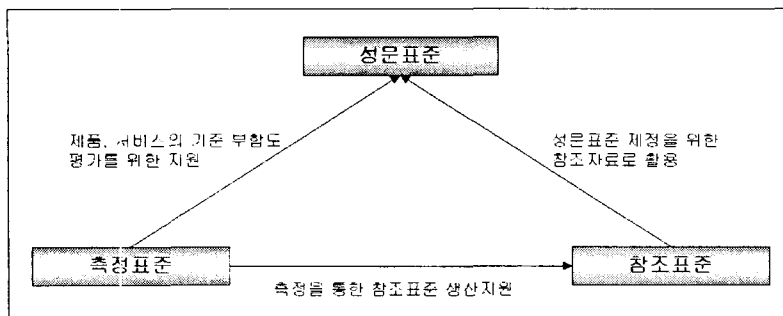 성문표준
제품, 서비스의 기준 부합도
평가를 위한 지원
성문표준 제정을 위한
참조자료로 활용
측정표준
참조표준
측정을 통한 참조표준 생산지원